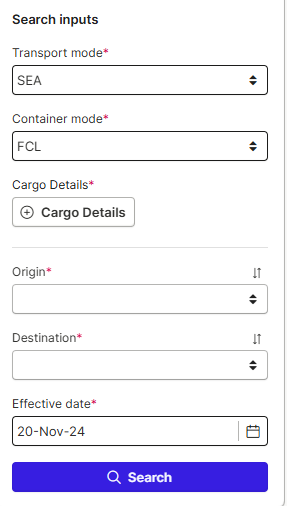 Search inputs
Transport mode*
SEA
Container mode*
FCL
Cargo Details*
Cargo Details
Origin*
Destination*
Effective date*
20-Nov-24
Search